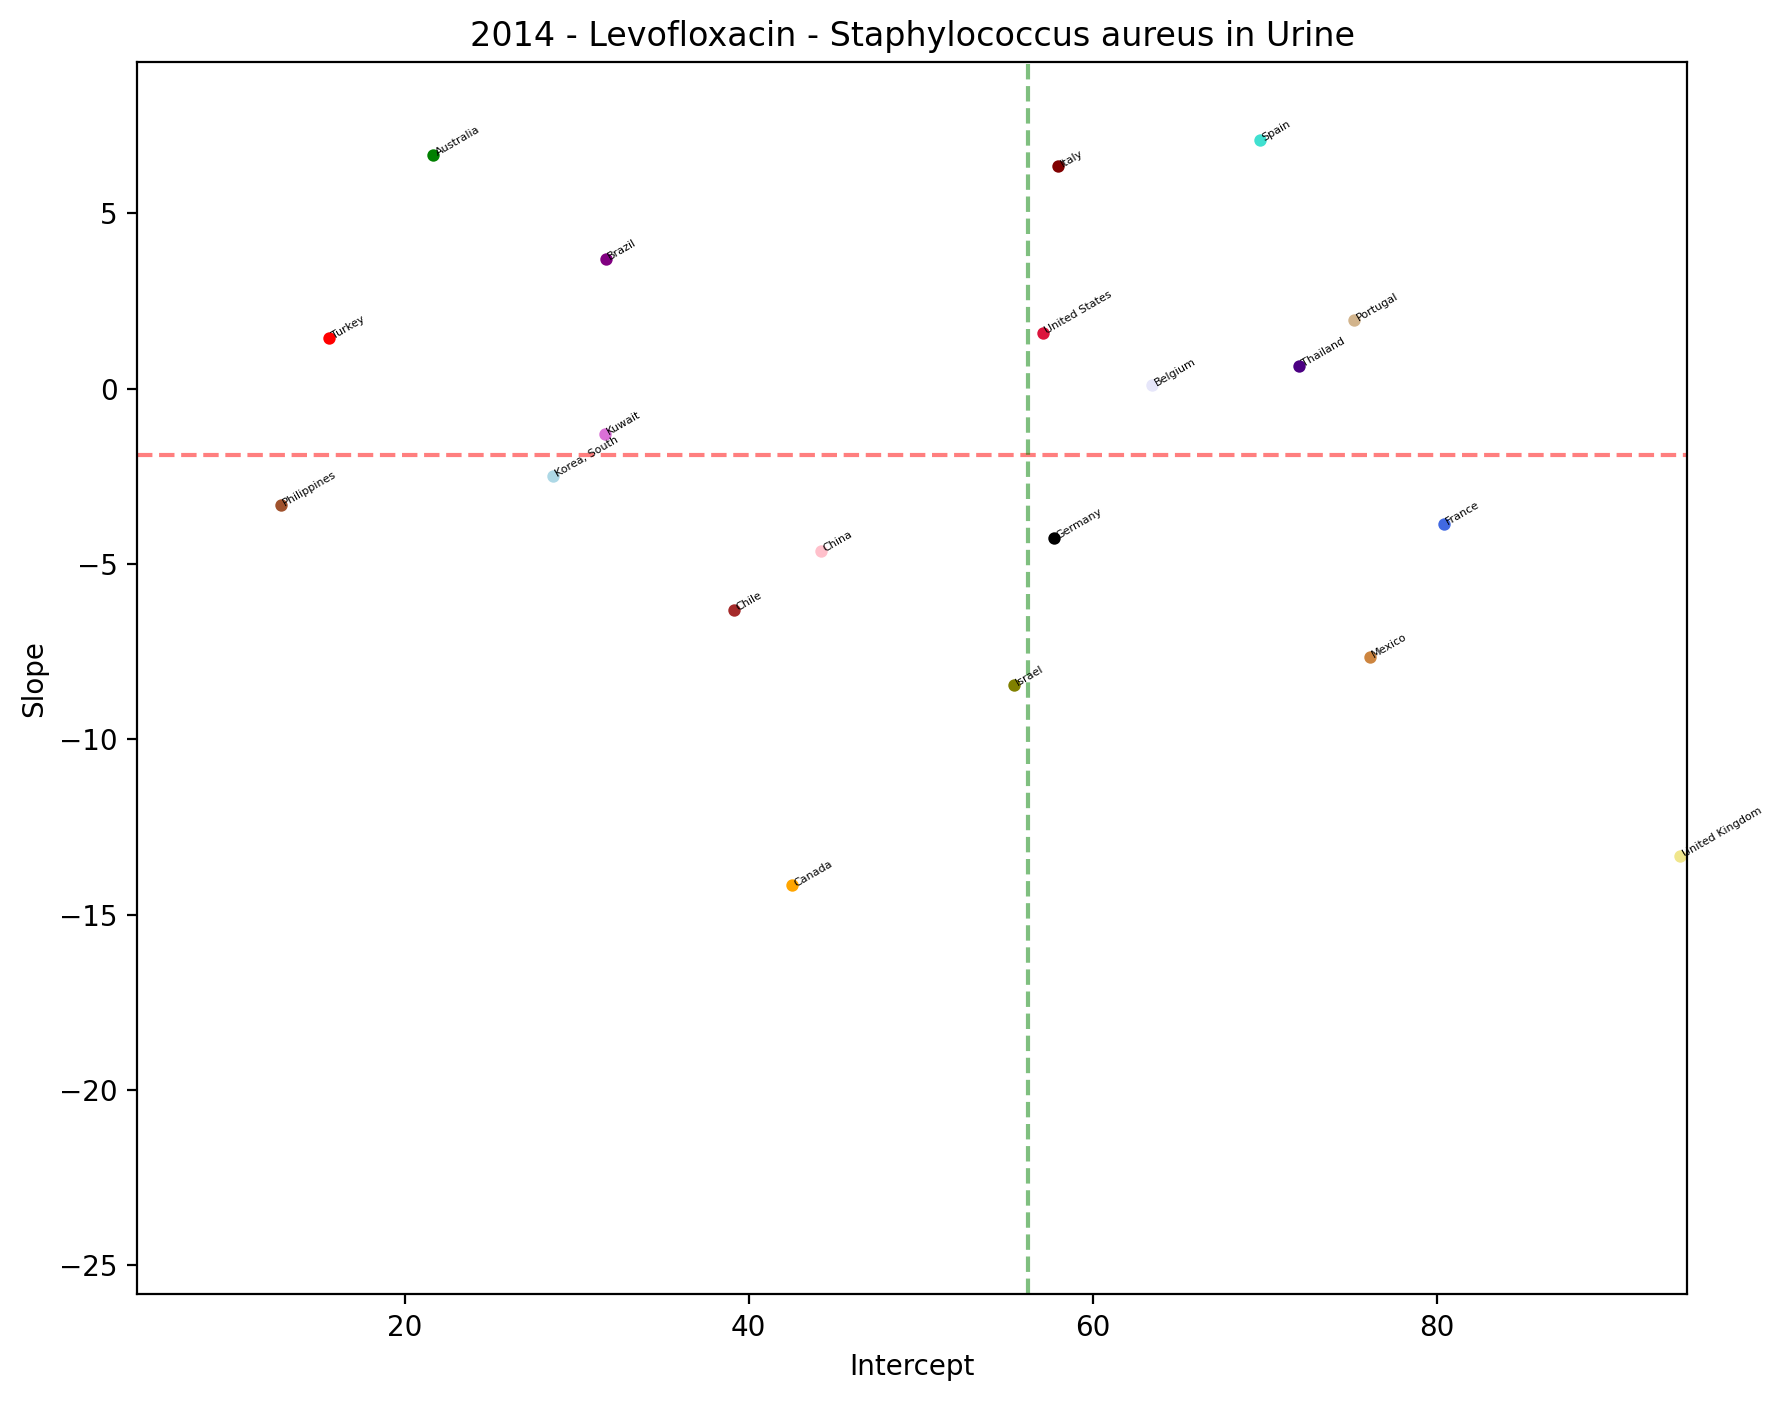 2014 - Levofloxacin - Staphylococcus aureus in Urine
Spain
Australia
Italy
5
Brazil
United States
Portugal
Turkey
Thailand
Belgium
0
Kuwait
Korea, South
Philippines
France
Germany
China
−5
Chile
Mexico
Israel
Slope
−10
United Kingdom
Canada
−15
−20
−25
20
40
60
80
Intercept